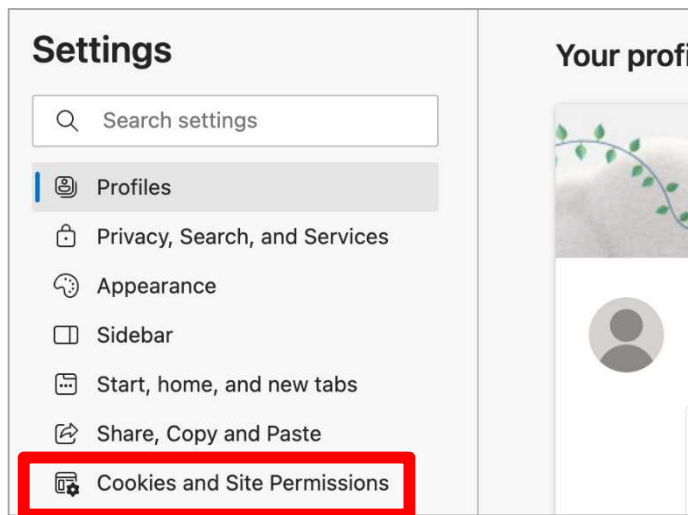 Settings
Your prof
Search settings
Profiles
Privacy, Search, and Services
Appearance
Sidebar
Start, home, and new tabs
Share, Copy and Paste
Cookies and Site Permissions